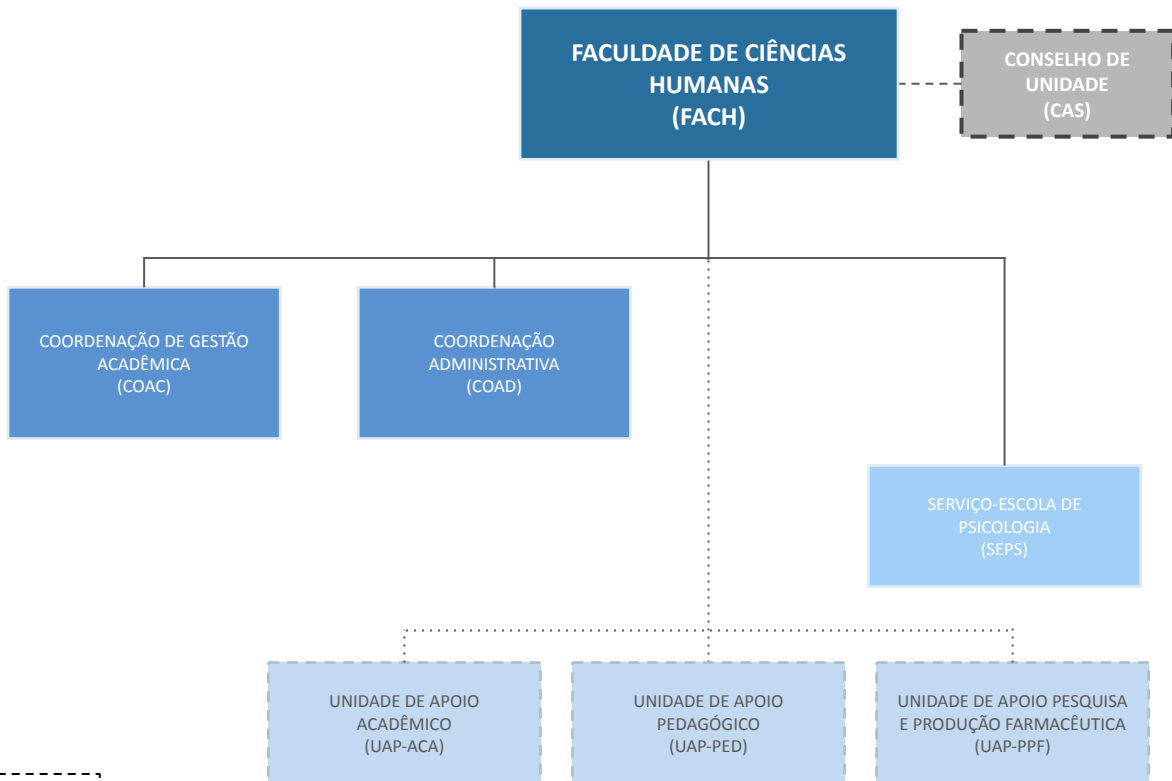 FACULDADE DE CIÊNCIAS
HUMANAS
(FACH)
CONSELHO DE
UNIDADE
(CAS)
COORDENAÇÃO DE GESTÃO
ACADÊMICA
(COAC)
COORDENAÇÃO
ADMINISTRATIVA
(COAD)
SERVIÇO-ESCOLA DE
PSICOLOGIA
(SEPS)
UNIDADE DE APOIO
ACADÊMICO
(UAP-ACA)
UNIDADE DE APOIO
PEDAGÓGICO
(UAP-PED)
UNIDADE DE APOIO PESQUISA
E PRODUÇÃO FARMACÊUTICA
(UAP-PPF)